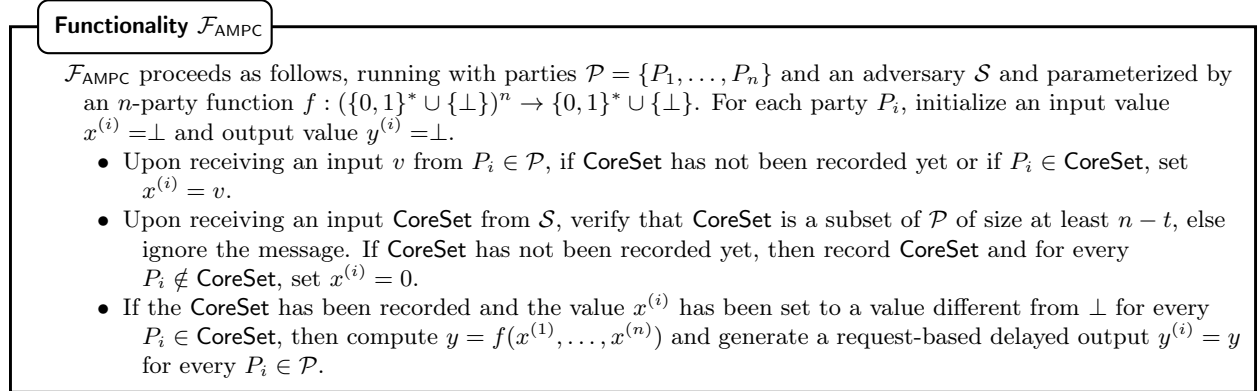 Functionality 𝓕_AMPC
𝓕_AMPC proceeds as follows, running with parties 𝒫 = {P_1, . . . , P_n} and an adversary 𝒮 and parameterized by
an n-party function f : ({0, 1}^* ∪ {⊥})^n → {0, 1}^* ∪ {⊥}. For each party P_i, initialize an input value
x^(i) =⊥ and output value y^(i) =⊥.
• Upon receiving an input v from P_i ∈ 𝒫, if CoreSet has not been recorded yet or if P_i ∈ CoreSet, set
x^(i) = v.
• Upon receiving an input CoreSet from 𝒮, verify that CoreSet is a subset of 𝒫 of size at least n − t, else
ignore the message. If CoreSet has not been recorded yet, then record CoreSet and for every
P_i ∉ CoreSet, set x^(i) = 0.
• If the CoreSet has been recorded and the value x^(i) has been set to a value different from ⊥ for every
P_i ∈ CoreSet, then compute y = f(x^(1), . . . , x^(n)) and generate a request-based delayed output y^(i) = y
for every P_i ∈ 𝒫.